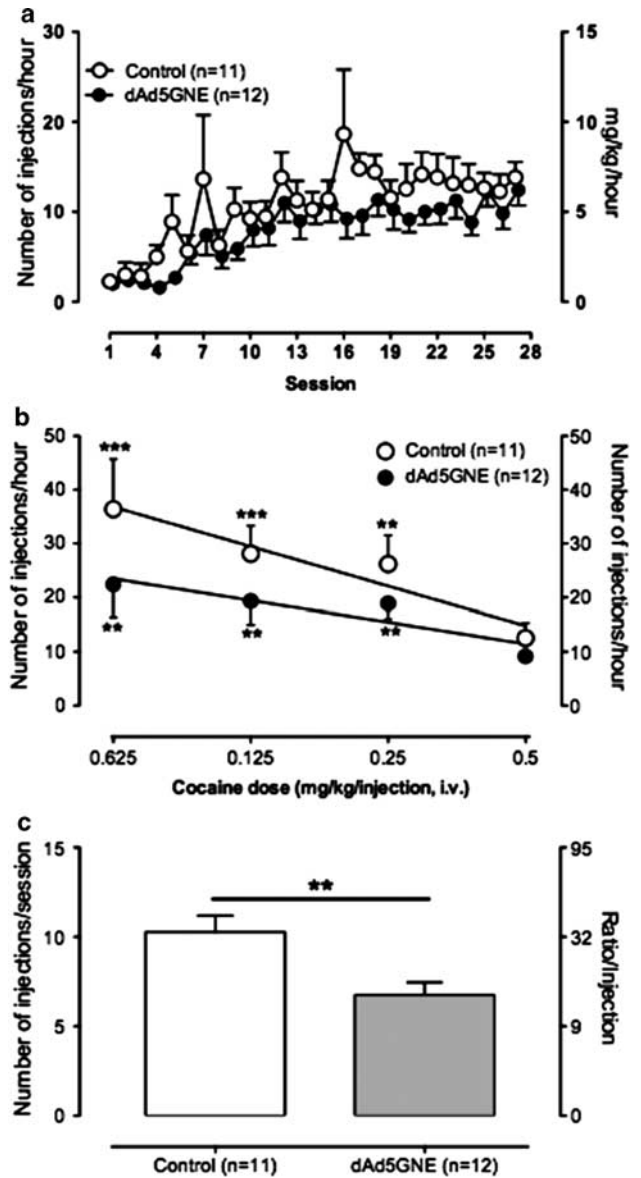 a
30
20
10
0
Number of injections/hour
Control (n=11)
dAd5GNE (n=12)
15
10
5
0
mg/kg/hour
1 4 7 10 13 16 19 22 25 28
Session
b
50
40
30
20
10
0
Number of injections/hour
*** *** **
** ** **
Control (n=11)
dAd5GNE (n=12)
50
40
30
20
10
0
Number of injections/hour
0.625 0.125 0.25 0.5
Cocaine dose (mg/kg/injection, i.v.)
c
15
10
5
0
Number of injections/session
**
95
32
9
0
Ratio/Injection
Control (n=11) dAd5GNE (n=12)